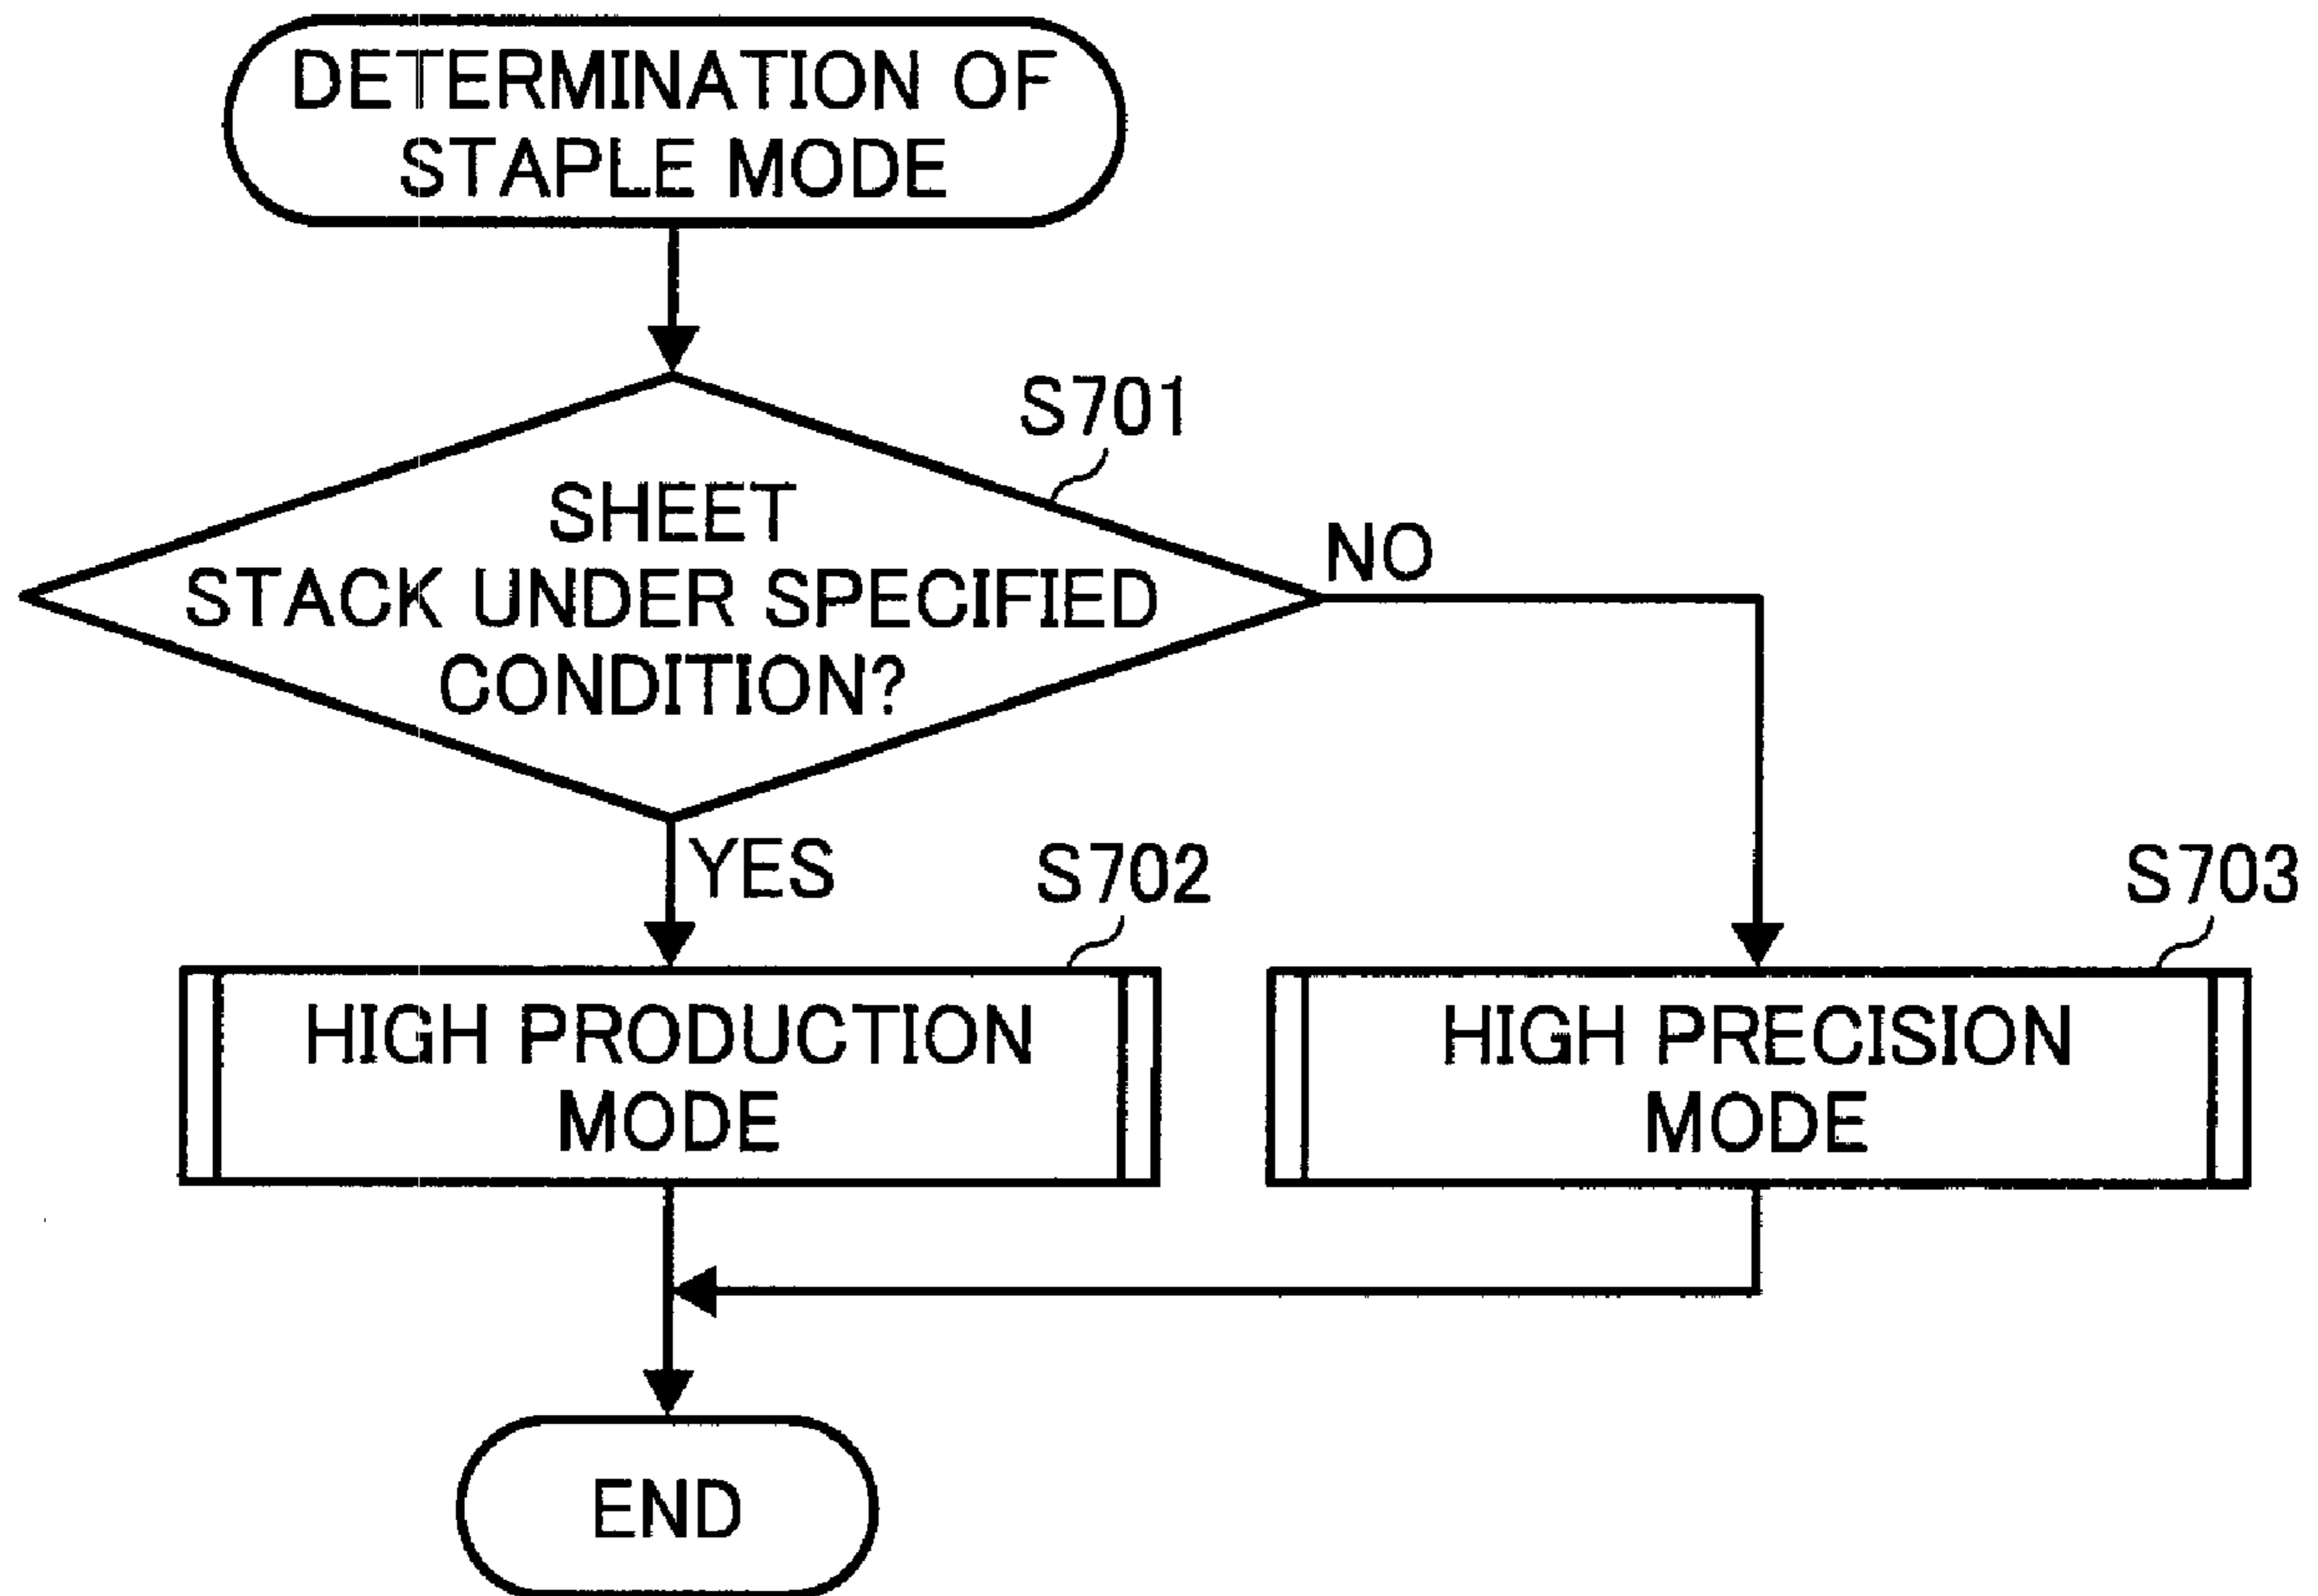 DETERMINATION OF
STAPLE MODE
S701
SHEET
STACK UNDER SPECIFIED
CONDITION?
NO
YES
S702
S703
HIGH PRODUCTION
MODE
HIGH PRECISION
MODE
END